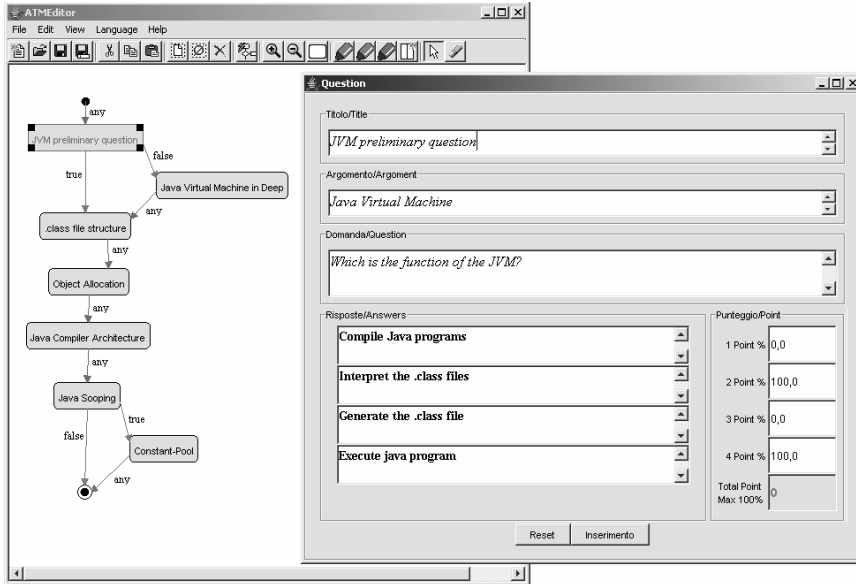 ATMEditor
File Edit View Language Help
any
JVM preliminary question
false
true
Java Virtual Machine in Deep
any
.class file structure
any
Object Allocation
any
Java Compiler Architecture
any
Java Sooping
true
false
Constant-Pool
any
Question
Titolo/Title
JVM preliminary question
Argomento/Argument
Java Virtual Machine
Domanda/Question
Which is the function of the JVM?
Risposte/Answers
Compile Java programs
Interpret the .class files
Generate the .class file
Execute java program
Punteggio/Point
1 Point % 0,0
2 Point % 100,0
3 Point % 0,0
4 Point % 100,0
Total Point
Max 100% 0
Reset Inserimento